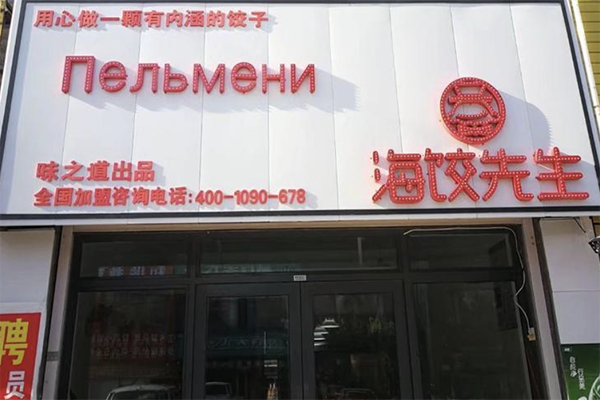 用心做一颗有内涵的饺子
Пельмени
味之道出品
全国加盟咨询电话:400-1090-678
海饺先生
聘
员